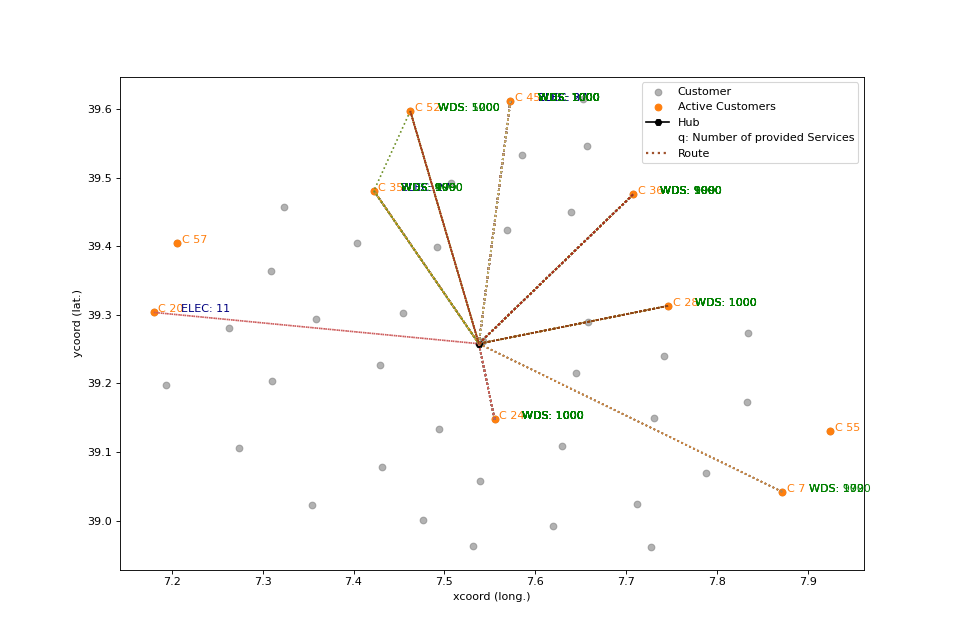 Customer
Active Customers
Hub
q: Number of provided Services
Route
39.6
39.5
39.4
39.3
39.2
39.1
39.0
7.2
7.3
7.4
7.5
7.6
7.7
7.8
7.9
ycoord (lat.)
xcoord (long.)
C 52 WDS:
C 45
C 35
C 36 WDS:
C 57
C 20 ELEC: 11
C 28 WDS: 1000
C 24 WDS: 1000
C 55
C 7 WDS: